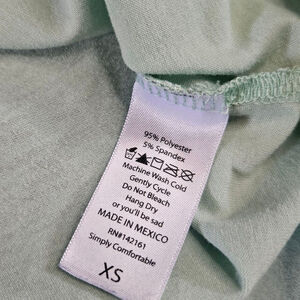 95% Polyester
5% Spandex
Machine Wash Cold
Gently Cycle
Do Not Bleach
Hang Dry
or you'll be sad
MADE IN MEXICO
RN#142161
Simply Comfortable
XS